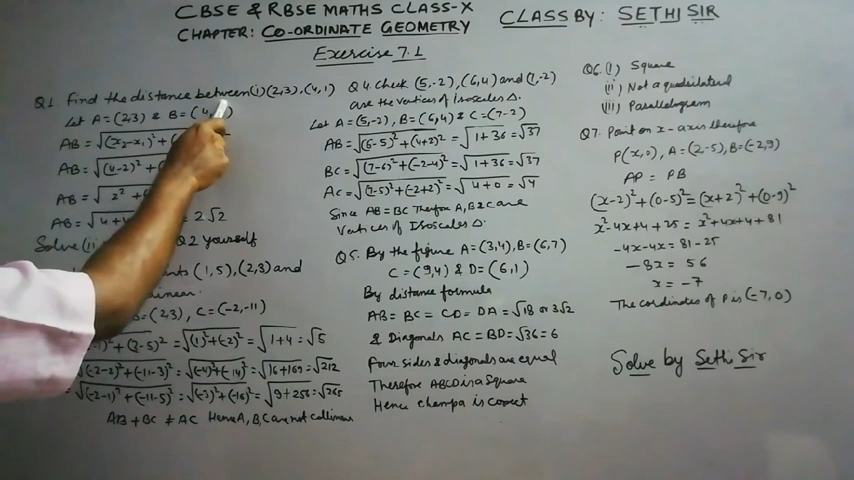 CBSE & RBSE MATHS CLASS-X
CHAPTER: CO-ORDINATE GEOMETRY
CLASS BY: SETHI SIR
Exercise 7.1
Q1 Find the distance between (i) (2,3), (4,1)
Let A = (2,3) & B = (4,
AB = √(x₂-x₁)² + (
AB = √(4-2)² +
AB = √2² +
AB = √4+4 = 2√2
Solve (ii Q2 yourself
nts (1,5), (2,3) and
linear.
(2,3), C = (-2,-11)
-1)² + (3-5)² = √(1)² + (-2)² = √1+4 = √5
= √(-2-2)² + (-11-3)² = √(-4)² + (-14)² = √16+169 = √212
= √(-2-1)² + (-11-5)² = √(-3)² + (-16)² = √9+256 = √265
AB + BC ≠ AC Hence A, B, C are not collinear
Q4. Check (5,-2), (6,4) and (7,-2)
are the vertices of Isosceles Δ.
Let A = (5,-2), B = (6,4) & C = (7-2)
AB = √(6-5)² + (4+2)² = √1+36 = √37
BC = √(7-6)² + (-2-4)² = √1+36 = √37
AC = √(7-5)² + (-2+2)² = √4+0 = √4
Since AB = BC Therfore A, B & C are
Vertices of Isosceles Δ.
Q5. By the figure A = (3,4), B = (6,7)
C = (9,4) & D = (6,1)
By distance formula
AB = BC = CD = DA = √18 or 3√2
& Diagonals AC = BD = √36 = 6
Four sides & diagonals are equal
Therefore ABCD is a Square
Hence champa is corect
Q6. (i) Square
(ii) Not a quadrilateral
(iii) Parallelogram
Q7. Point on x-axis therfore
P(x,0), A = (2-5), B = (-2,9)
AP = PB
(x-2)² + (0-5)² = (x+2)² + (0-9)²
x²-4x+4+25 = x²+4x+4+81
-4x-4x = 81-25
-8x = 56
x = -7
The cordinates of P is (-7,0)
Solve by Sethi Sir